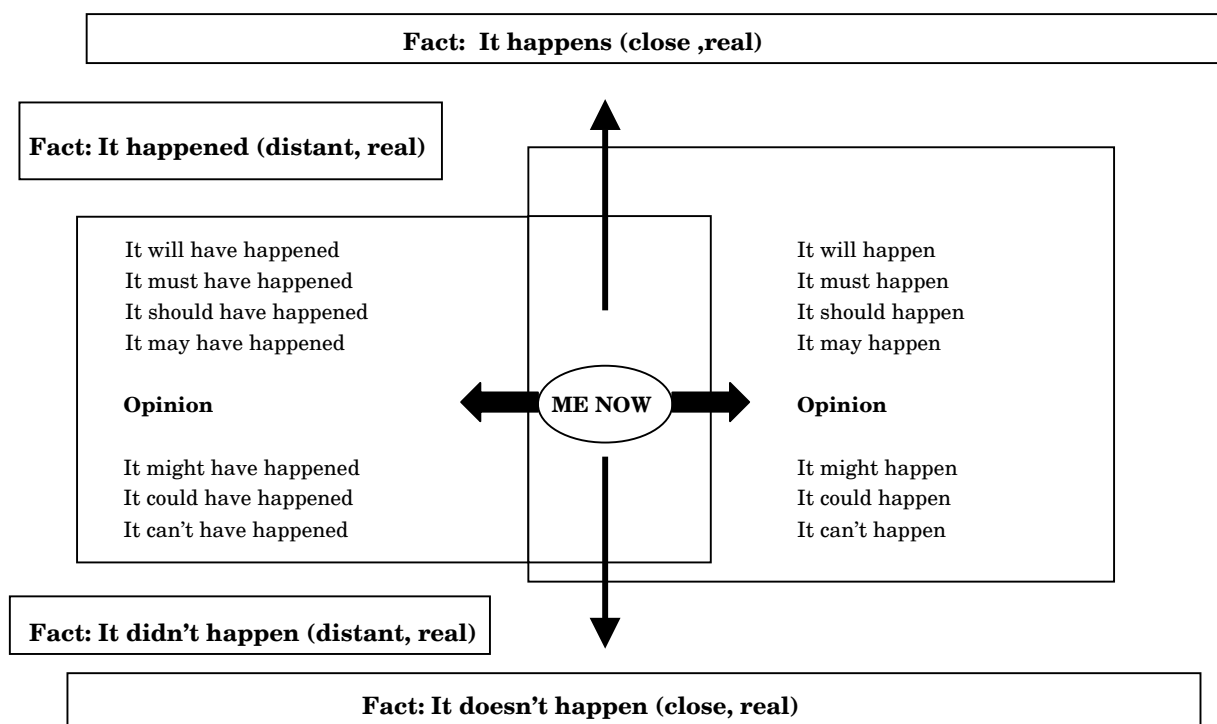 Fact:  It happens (close ,real)
Fact: It happened (distant, real)
It will have happened
It must have happened
It should have happened
It may have happened
Opinion
It might have happened
It could have happened
It can’t have happened
ME NOW
It will happen
It must happen
It should happen
It may happen
Opinion
It might happen
It could happen
It can’t happen
Fact: It didn’t happen (distant, real)
Fact: It doesn’t happen (close, real)